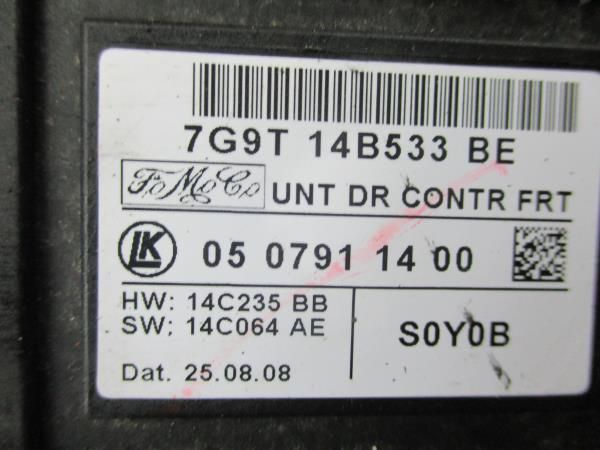 7G9T 14B533 BE
FoMoCo UNT DR CONTR FRT
LK 05 0791 14 00
HW: 14C235 BB
SW: 14C064 AE
S0Y0B
Dat. 25.08.08